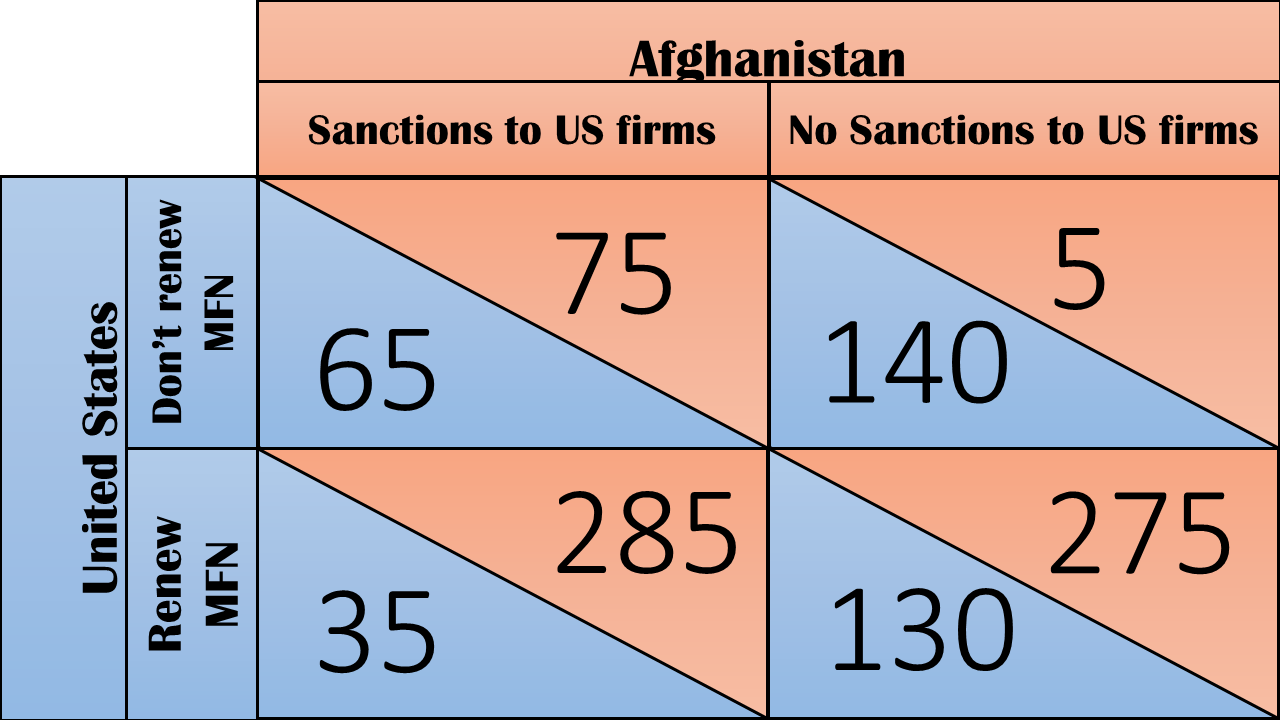 Afghanistan
Sanctions to US firms
No Sanctions to US firms
United States
Don't renew
MFN
75
65
5
140
Renew
MFN
285
35
275
130